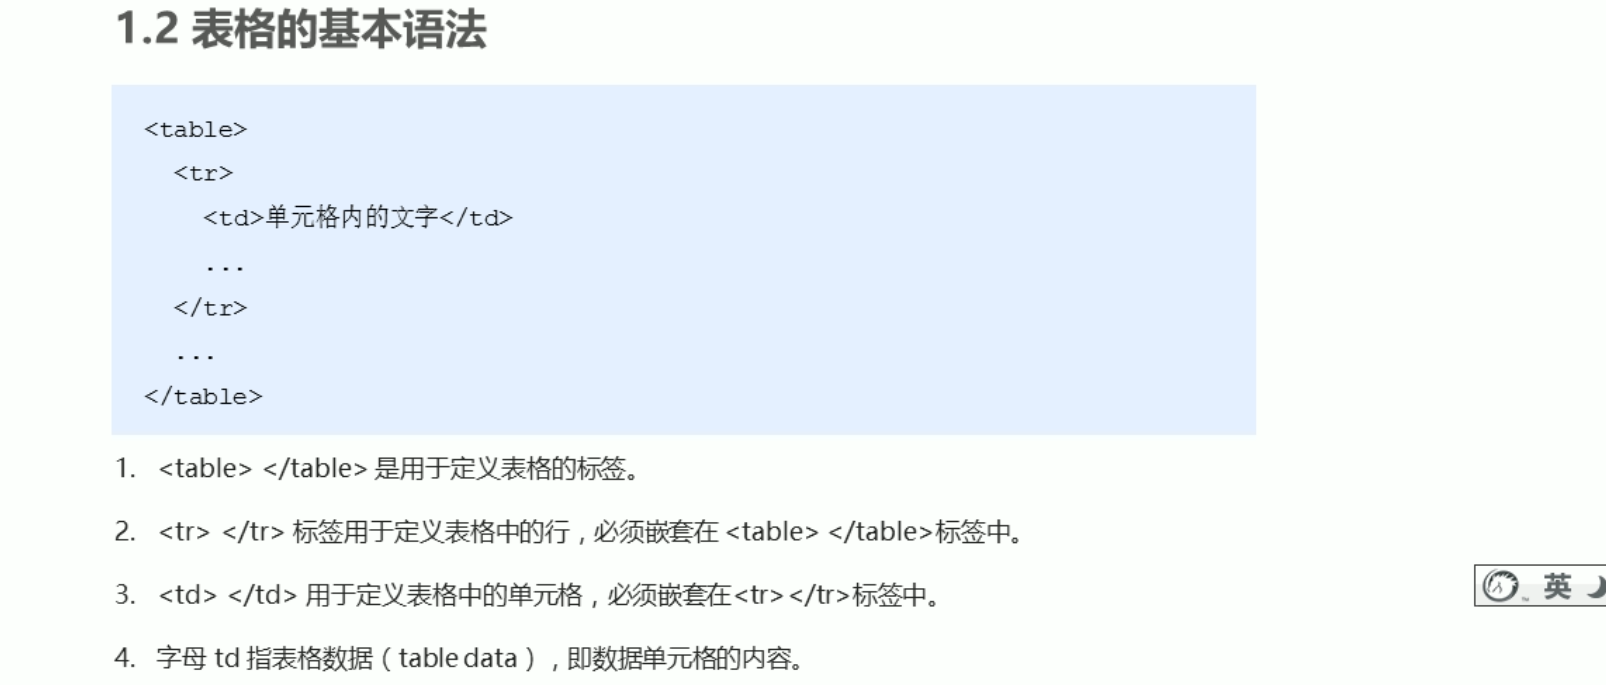 1.2 表格的基本语法
<table>
<tr>
<td>单元格内的文字</td>
...
</tr>
...
</table>
1. <table> </table> 是用于定义表格的标签。
2. <tr> </tr> 标签用于定义表格中的行，必须嵌套在 <table> </table>标签中。
3. <td> </td> 用于定义表格中的单元格，必须嵌套在<tr></tr>标签中。
4. 字母 td 指表格数据（table data），即数据单元格的内容。
英